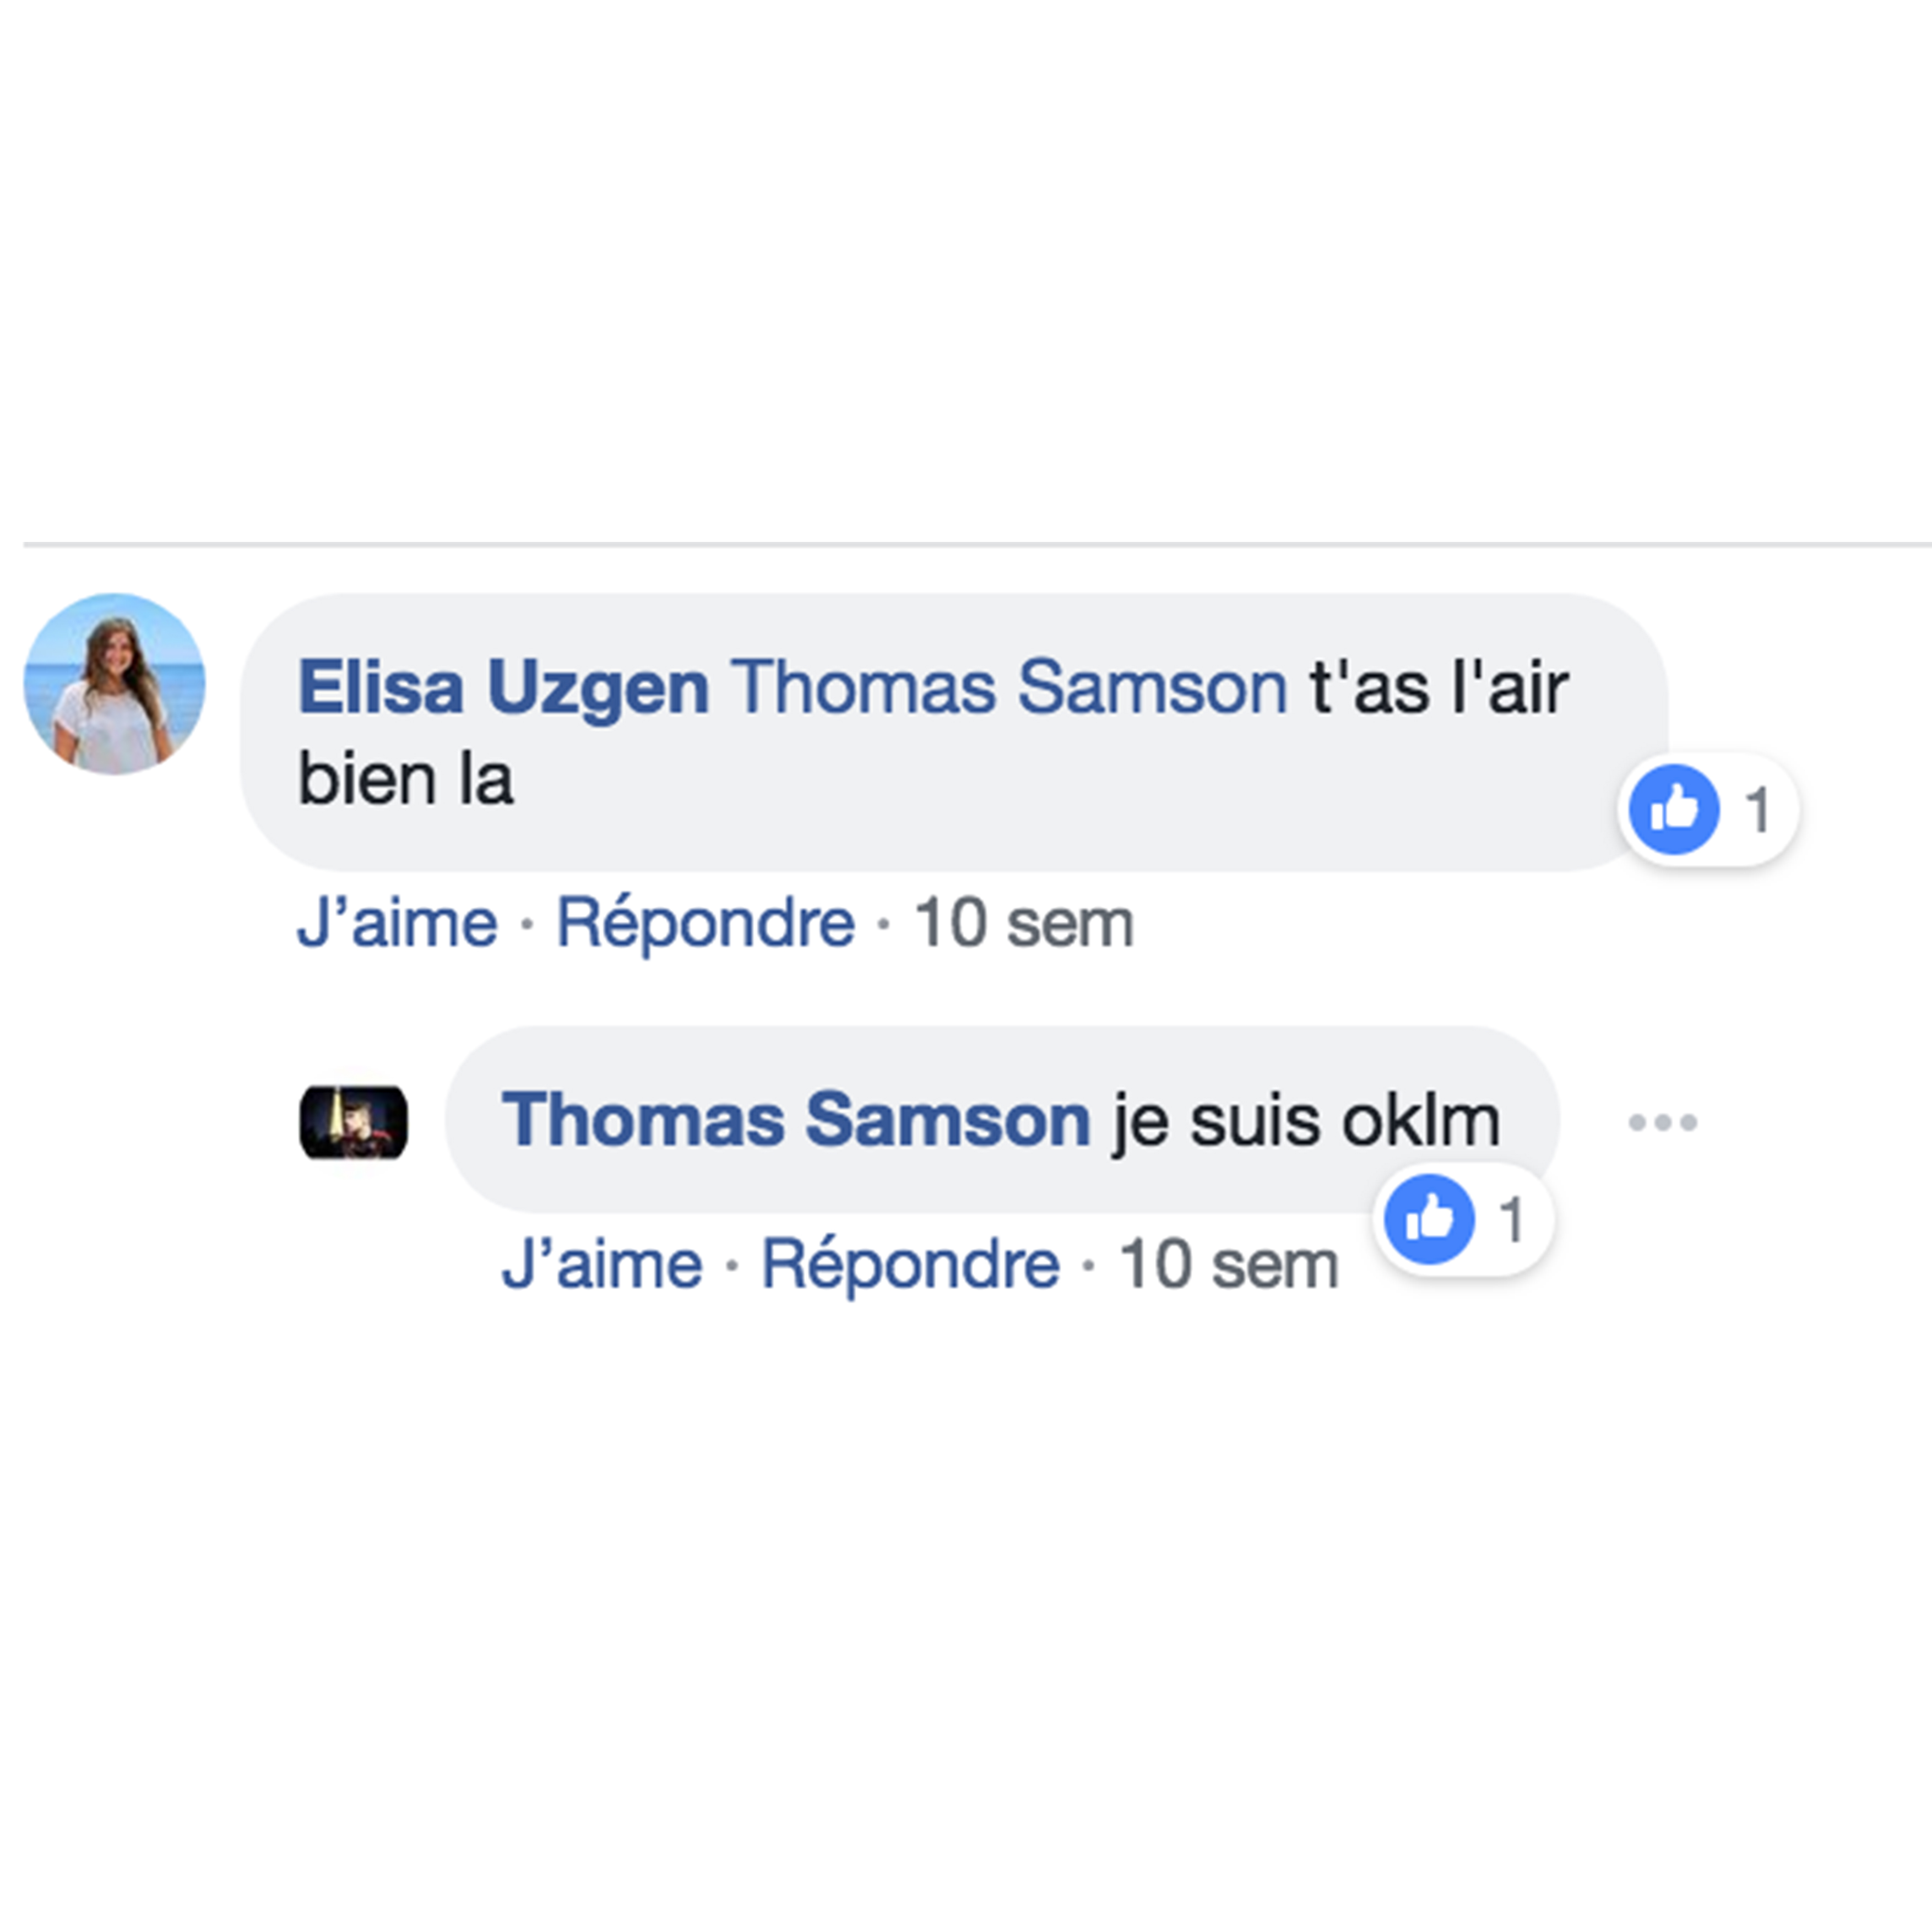 Elisa Uzgen Thomas Samson t'as l'air
bien la
1
J’aime · Répondre · 10 sem
Thomas Samson je suis oklm
1
J’aime · Répondre · 10 sem